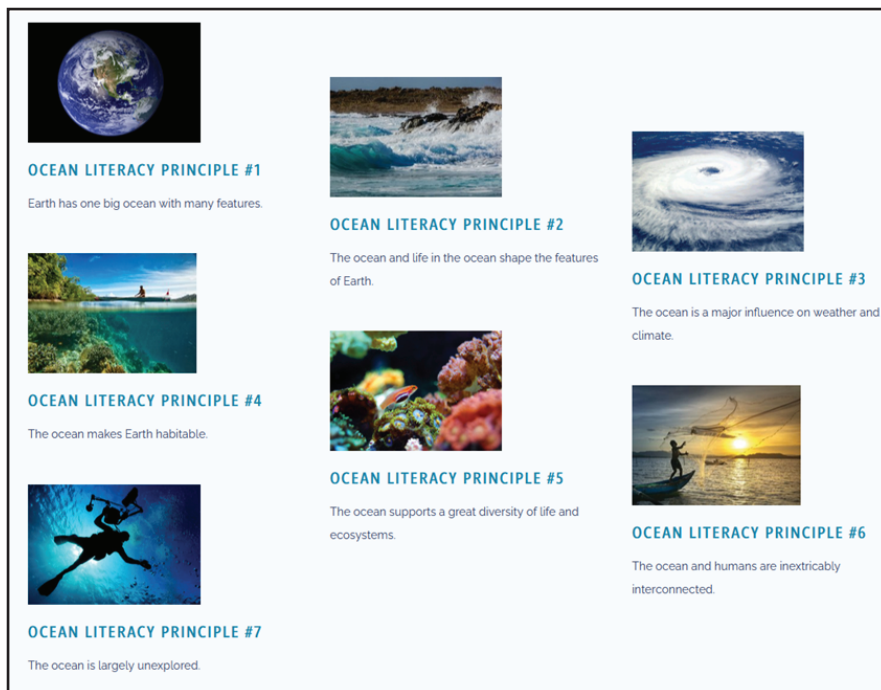 OCEAN LITERACY PRINCIPLE #1
Earth has one big ocean with many features.
OCEAN LITERACY PRINCIPLE #2
The ocean and life in the ocean shape the features
of Earth.
OCEAN LITERACY PRINCIPLE #3
The ocean is a major influence on weather and
climate.
OCEAN LITERACY PRINCIPLE #4
The ocean makes Earth habitable.
OCEAN LITERACY PRINCIPLE #5
The ocean supports a great diversity of life and
ecosystems.
OCEAN LITERACY PRINCIPLE #6
The ocean and humans are inextricably
interconnected.
OCEAN LITERACY PRINCIPLE #7
The ocean is largely unexplored.